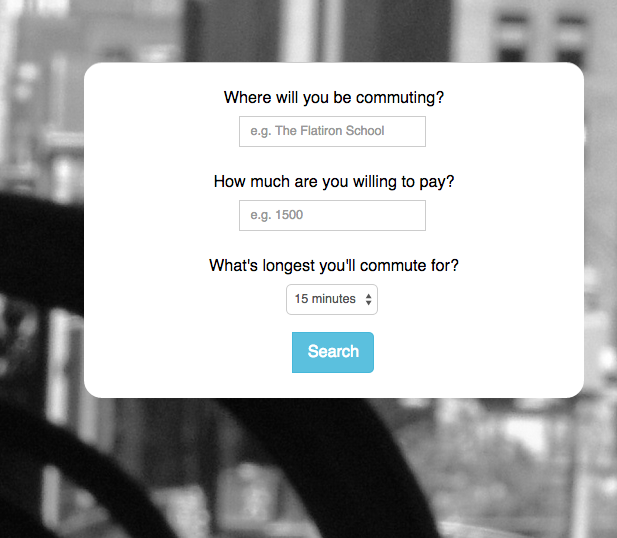 Where will you be commuting?
e.g. The Flatiron School
How much are you willing to pay?
e.g. 1500
What's longest you'll commute for?
15 minutes
Search